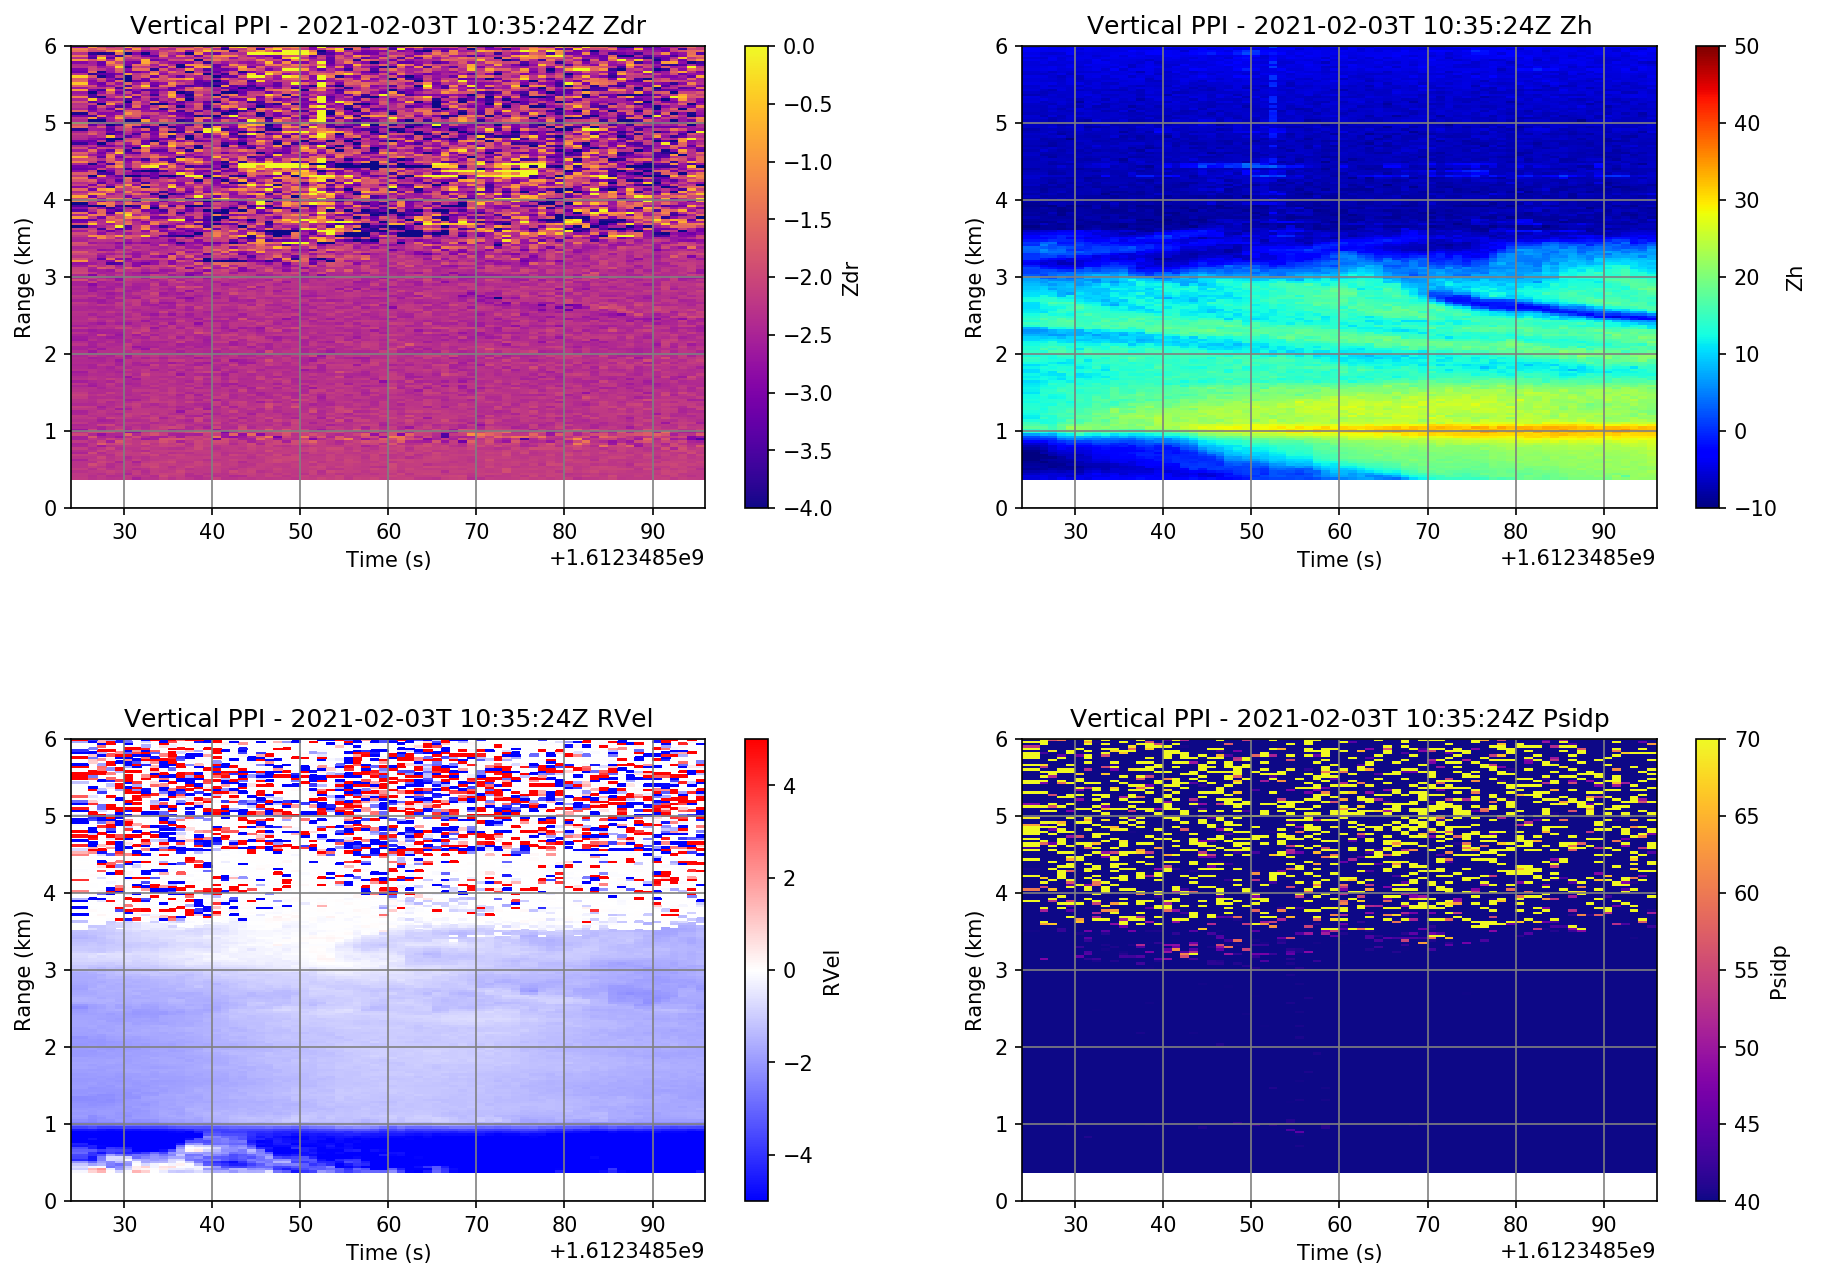 Vertical PPI - 2021-02-03T 10:35:24Z Zdr
6
5
4
3
2
1
0
Range (km)
30 40 50 60 70 80 90
Time (s)
+1.6123485e9
0.0
−0.5
−1.0
−1.5
−2.0
−2.5
−3.0
−3.5
−4.0
Zdr
Vertical PPI - 2021-02-03T 10:35:24Z Zh
6
5
4
3
2
1
0
Range (km)
30 40 50 60 70 80 90
Time (s)
+1.6123485e9
50
40
30
20
10
0
−10
Zh
Vertical PPI - 2021-02-03T 10:35:24Z RVel
6
5
4
3
2
1
0
Range (km)
30 40 50 60 70 80 90
Time (s)
+1.6123485e9
4
2
0
−2
−4
RVel
Vertical PPI - 2021-02-03T 10:35:24Z Psidp
6
5
4
3
2
1
0
Range (km)
30 40 50 60 70 80 90
Time (s)
+1.6123485e9
70
65
60
55
50
45
40
Psidp